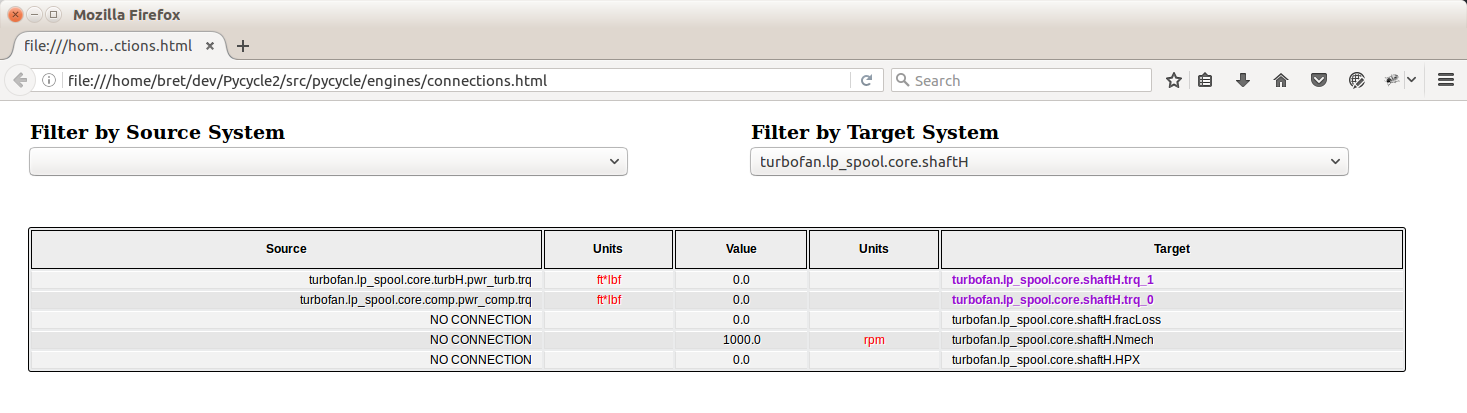 Mozilla Firefox
file:///hom…ctions.html
file:///home/bret/dev/Pycycle2/src/pycycle/engines/connections.html
Search
Filter by Source System Filter by Target System
turbofan.lp_spool.core.shaftH
Source Units Value Units Target
turbofan.lp_spool.core.turbH.pwr_turb.trq ft*lbf 0.0 turbofan.lp_spool.core.shaftH.trq_1
turbofan.lp_spool.core.comp.pwr_comp.trq ft*lbf 0.0 turbofan.lp_spool.core.shaftH.trq_0
NO CONNECTION 0.0 turbofan.lp_spool.core.shaftH.fracLoss
NO CONNECTION 1000.0 rpm turbofan.lp_spool.core.shaftH.Nmech
NO CONNECTION 0.0 turbofan.lp_spool.core.shaftH.HPX